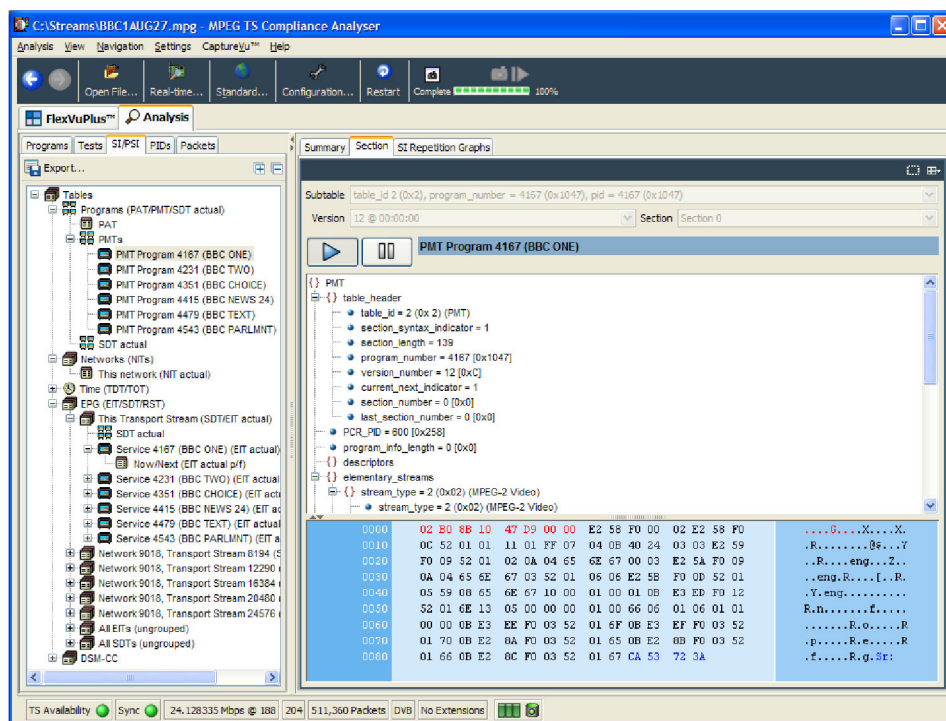 C:\Streams\BBC1AUG27.mpg - MPEG TS Compliance Analyser
Analysis View Navigation Settings CaptureVu™ Help
Open File... Real-time... Standard... Configuration... Restart Complete 100%
FlexVuPlus™ Analysis
Programs Tests SI/PSI PIDs Packets
Export...
Tables
Programs (PAT/PMT/SDT actual)
PAT
PMTs
PMT Program 4167 (BBC ONE)
PMT Program 4231 (BBC TWO)
PMT Program 4351 (BBC CHOICE)
PMT Program 4415 (BBC NEWS 24)
PMT Program 4479 (BBC TEXT)
PMT Program 4543 (BBC PARLMNT)
SDT actual
Networks (NITs)
This network (NIT actual)
Time (TDT/TOT)
EPG (EIT/SDT/RST)
This Transport Stream (SDT/EIT actual)
SDT actual
Service 4167 (BBC ONE) (EIT actual)
Now/Next (EIT actual p/f)
Service 4231 (BBC TWO) (EIT actual
Service 4351 (BBC CHOICE) (EIT act
Service 4415 (BBC NEWS 24) (EIT a
Service 4479 (BBC TEXT) (EIT actua
Service 4543 (BBC PARLMNT) (EIT a
Network 9018, Transport Stream 8194 (S
Network 9018, Transport Stream 12290 (
Network 9018, Transport Stream 16384 (
Network 9018, Transport Stream 20480 (
Network 9018, Transport Stream 24576 (
All EITs (ungrouped)
All SDTs (ungrouped)
DSM-CC
Summary Section SI Repetition Graphs
Subtable table_id 2 (0x2), program_number = 4167 (0x1047), pid = 4167 (0x1047)
Version 12 @ 00:00:00 Section Section 0
PMT Program 4167 (BBC ONE)
{} PMT
{} table_header
table_id = 2 (0x 2) (PMT)
section_syntax_indicator = 1
section_length = 139
program_number = 4167 [0x1047]
version_number = 12 [0xC]
current_next_indicator = 1
section_number = 0 [0x0]
last_section_number = 0 [0x0]
PCR_PID = 600 [0x258]
program_info_length = 0 [0x0]
{} descriptors
{} elementary_streams
{} stream_type = 2 (0x02) (MPEG-2 Video)
stream_type = 2 (0x02) (MPEG-2 Video)
0000 02 B0 8B 10 47 D9 00 00 E2 58 F0 00 02 E2 58 F0 ....G....X....X.
0010 0C 52 01 01 11 01 FF 07 04 0B 40 24 03 03 E2 59 .R........@$...Y
0020 F0 09 52 01 02 0A 04 65 6E 67 00 03 E2 5A F0 09 ..R....eng...Z..
0030 0A 04 65 6E 67 03 52 01 06 06 E2 5B F0 0D 52 01 ..eng.R....[..R.
0040 05 59 08 65 6E 67 10 00 01 00 01 0B E3 ED F0 12 .Y.eng..........
0050 52 01 6E 13 05 00 00 00 01 00 66 06 01 06 01 01 R.n.......f.....
0060 00 00 0B E3 EE F0 03 52 01 6F 0B E3 EF F0 03 52 .......R.o.....R
0070 01 70 0B E2 8A F0 03 52 01 65 0B E2 8B F0 03 52 .p.....R.e.....R
0080 01 66 0B E2 8C F0 03 52 01 67 CA 53 72 3A .f.....R.g.Sr:
TS Availability Sync 24.128335 Mbps @ 188 204 511,360 Packets DVB No Extensions